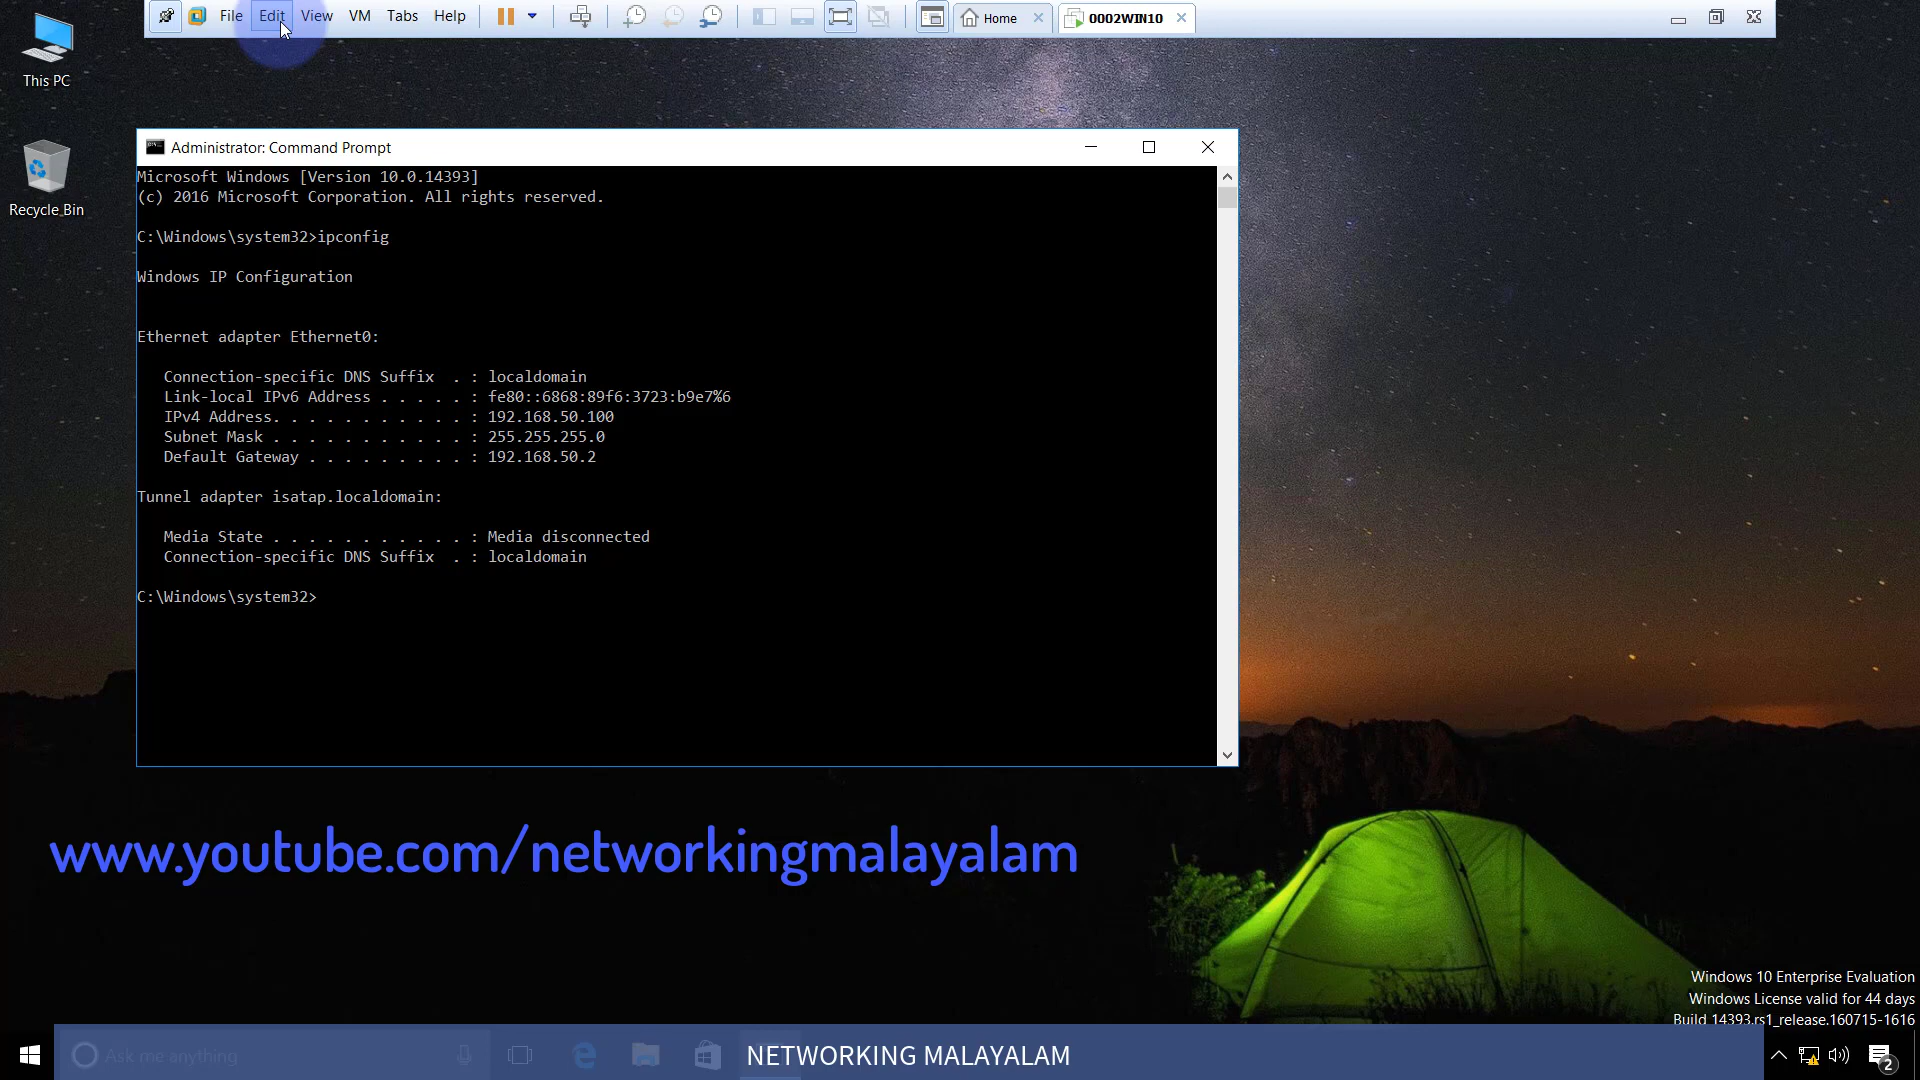 File Edit View VM Tabs Help Home 0002WIN10
This PC
Recycle Bin
Administrator: Command Prompt
Microsoft Windows [Version 10.0.14393]
(c) 2016 Microsoft Corporation. All rights reserved.
C:\Windows\system32>ipconfig
Windows IP Configuration
Ethernet adapter Ethernet0:
Connection-specific DNS Suffix  . : localdomain
Link-local IPv6 Address . . . . . : fe80::6868:89f6:3723:b9e7%6
IPv4 Address. . . . . . . . . . . : 192.168.50.100
Subnet Mask . . . . . . . . . . . : 255.255.255.0
Default Gateway . . . . . . . . . : 192.168.50.2
Tunnel adapter isatap.localdomain:
Media State . . . . . . . . . . . : Media disconnected
Connection-specific DNS Suffix  . : localdomain
C:\Windows\system32>
www.youtube.com/networkingmalayalam
Windows 10 Enterprise Evaluation
Windows License valid for 44 days
Build 14393.rs1_release.160715-1616
Ask me anything
NETWORKING MALAYALAM
2